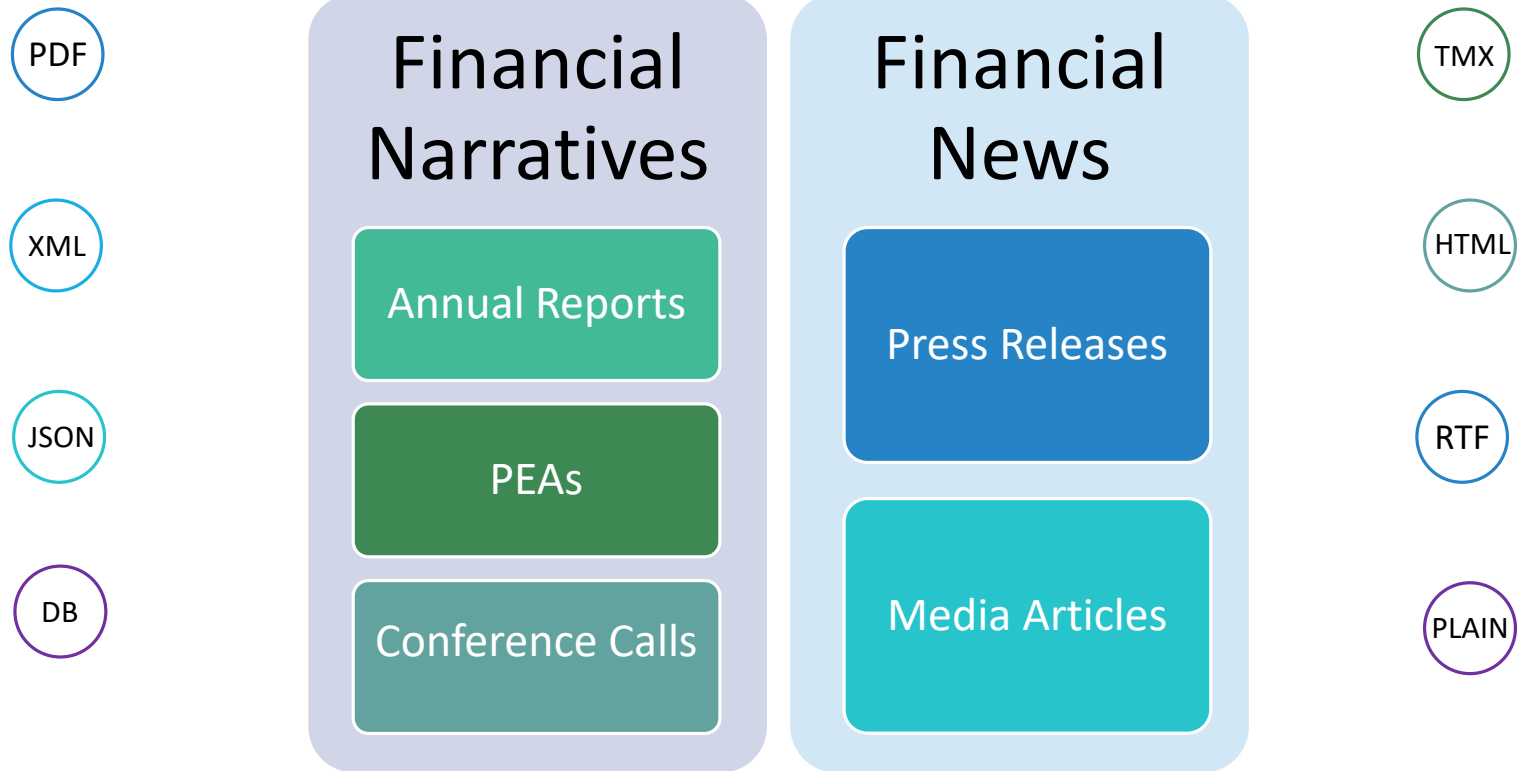 PDF
XML
JSON
DB
Financial
Narratives
Annual Reports
PEAs
Conference Calls
Financial
News
Press Releases
Media Articles
TMX
HTML
RTF
PLAIN